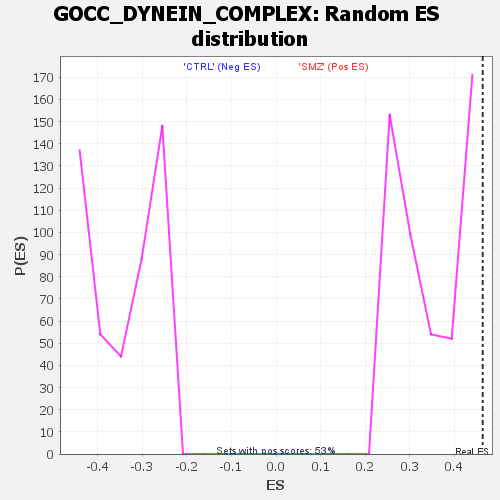 GOCC_DYNEIN_COMPLEX: Random ES
distribution
'CTRL' (Neg ES) 'SMZ' (Pos ES)
170
160
150
140
130
120
110
100
90
80
70
60
50
40
30
20
10
0
P(ES)
Sets with pos scores: 53%
Real ES
-0.4 -0.3 -0.2 -0.1 0.0 0.1 0.2 0.3 0.4
ES